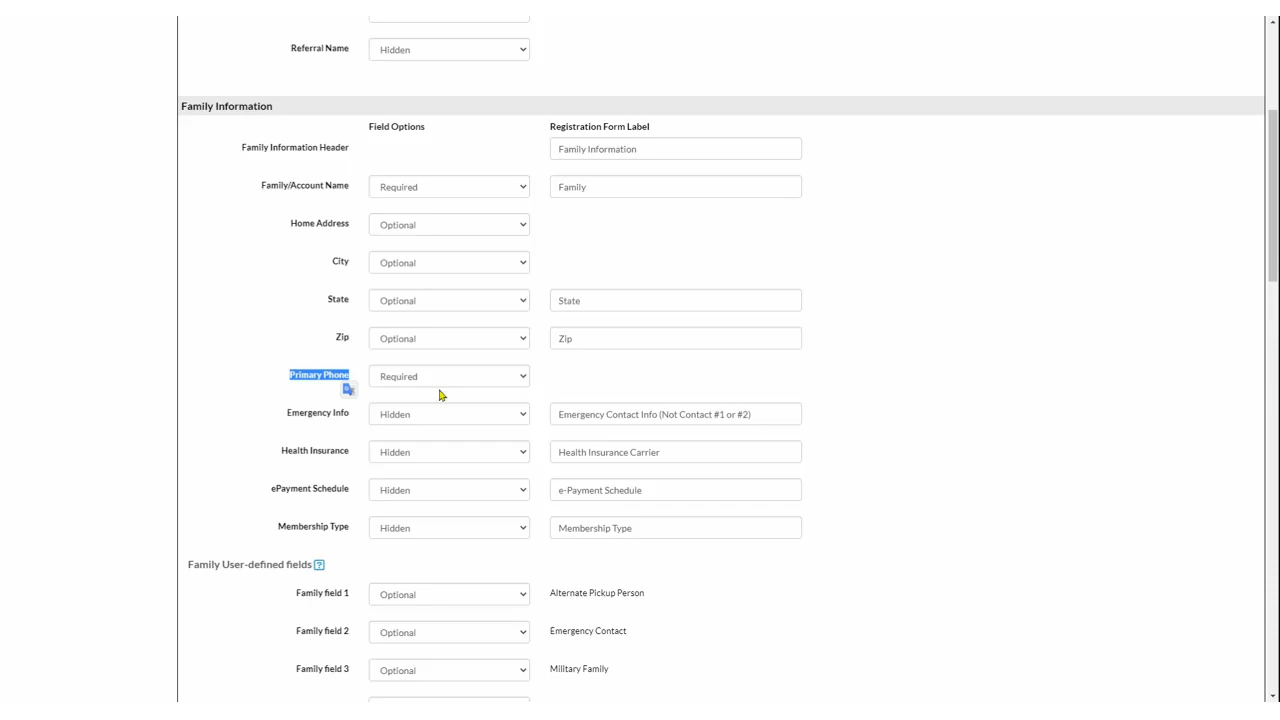 Referral Name Hidden
Family Information
Field Options Registration Form Label
Family Information Header Family Information
Family/Account Name Required Family
Home Address Optional
City Optional
State Optional State
Zip Optional Zip
Primary Phone Required
Emergency Info Hidden Emergency Contact Info (Not Contact #1 or #2)
Health Insurance Hidden Health Insurance Carrier
ePayment Schedule Hidden e-Payment Schedule
Membership Type Hidden Membership Type
Family User-defined fields ?
Family field 1 Optional Alternate Pickup Person
Family field 2 Optional Emergency Contact
Family field 3 Optional Military Family